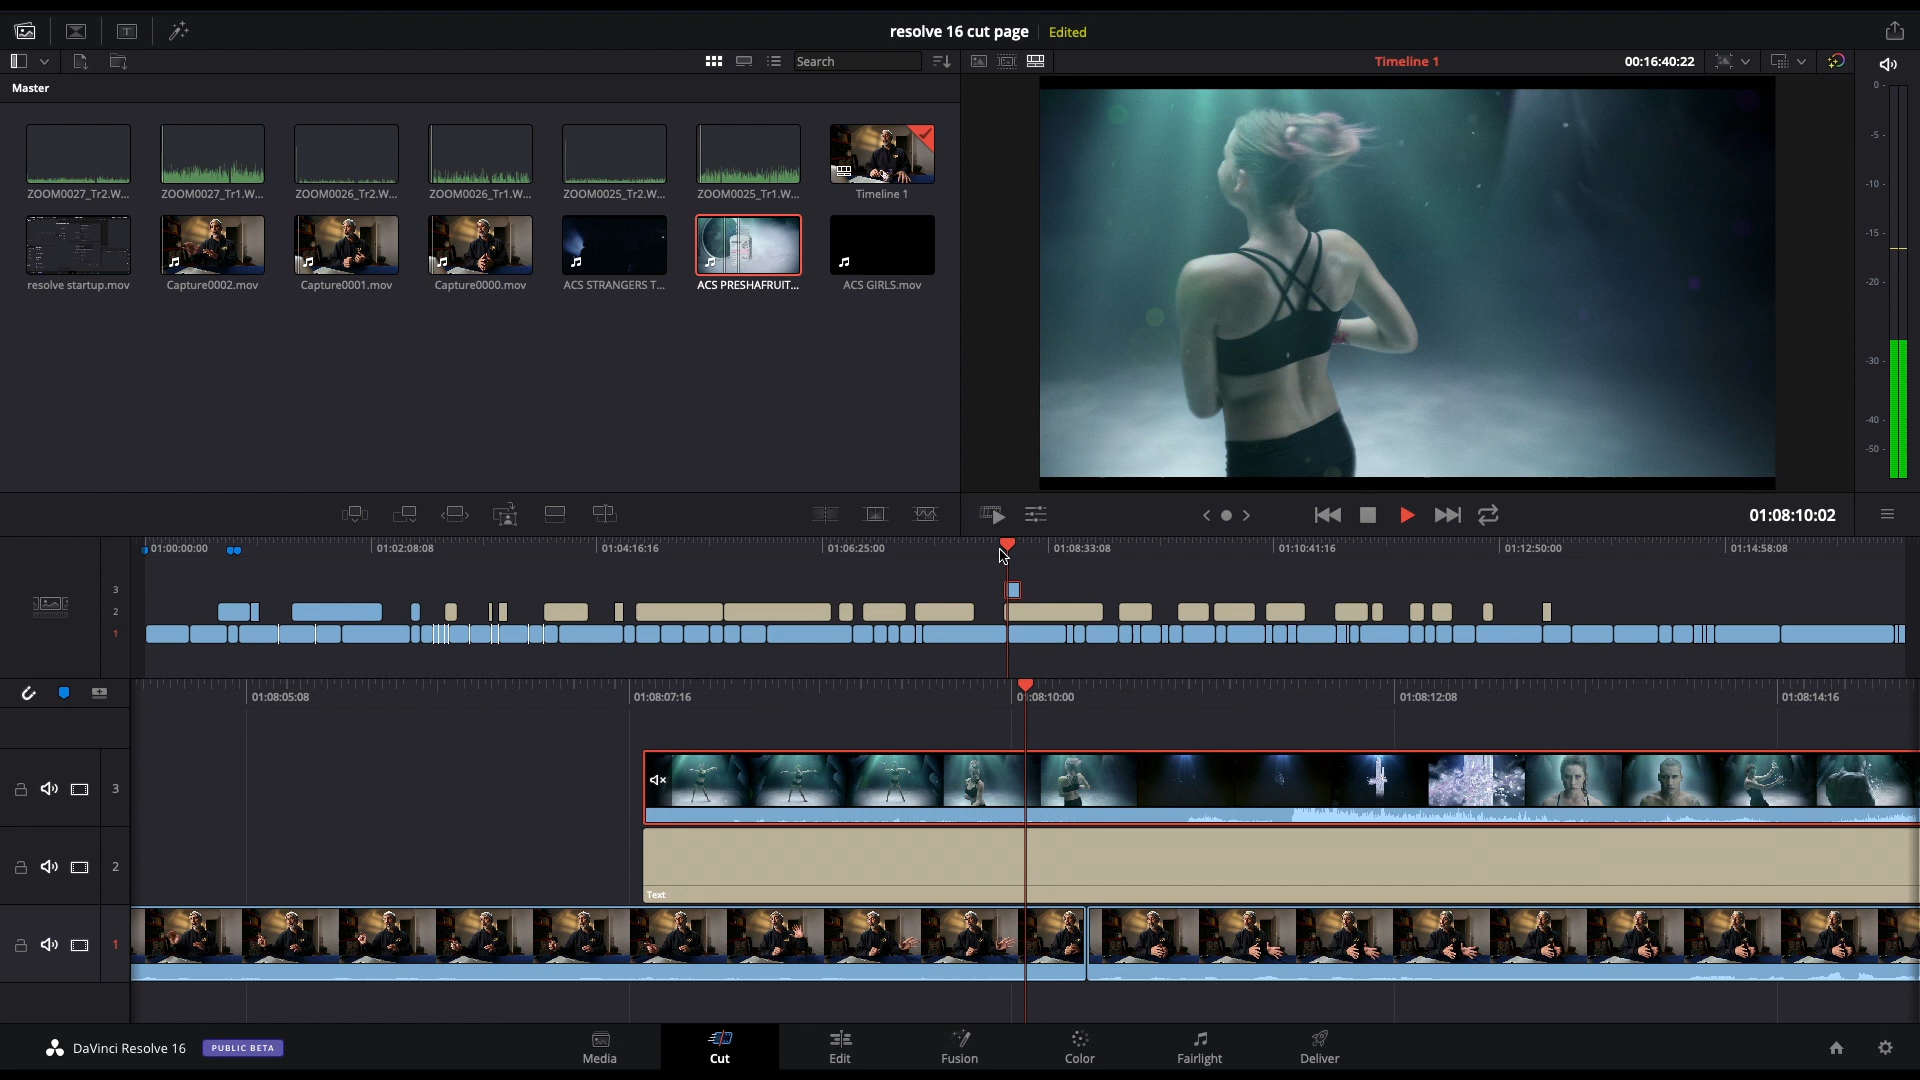 resolve 16 cut page Edited
Search
Timeline 1
00:16:40:22
Master
ZOOM0027_Tr2.W... ZOOM0027_Tr1.W... ZOOM0026_Tr2.W... ZOOM0026_Tr1.W... ZOOM0025_Tr2.W... ZOOM0025_Tr1.W... Timeline 1
resolve startup.mov Capture0002.mov Capture0001.mov Capture0000.mov ACS STRANGERS T... ACS PRESHAFRUIT... ACS GIRLS.mov
0
-5
-10
-15
-20
-30
-40
-50
01:08:10:02
01:00:00:00 01:02:08:08 01:04:16:16 01:06:25:00 01:08:33:08 01:10:41:16 01:12:50:00 01:14:58:08
3
2
1
01:08:05:08 01:08:07:16 01:08:10:00 01:08:12:08 01:08:14:16
3
2
Text
1
DaVinci Resolve 16 PUBLIC BETA
Media Cut Edit Fusion Color Fairlight Deliver